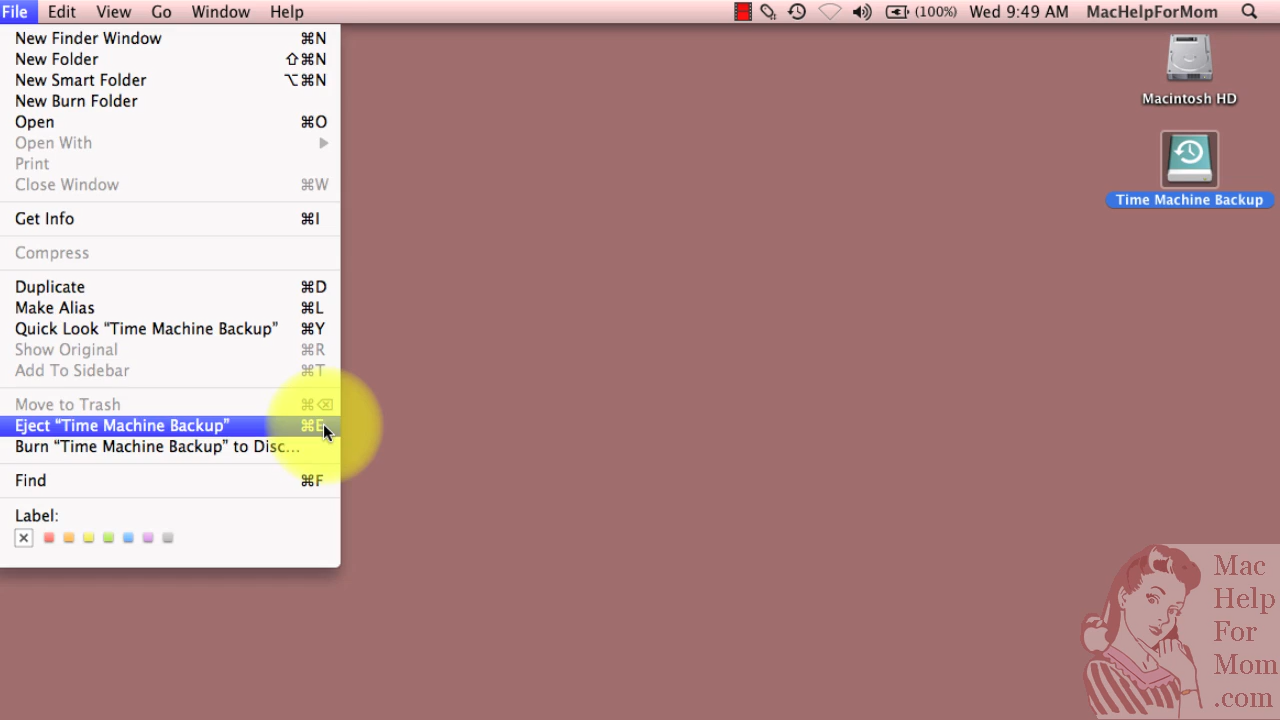 File Edit View Go Window Help (100%) Wed 9:49 AM MacHelpForMom
New Finder Window ⌘N
New Folder ⇧⌘N
New Smart Folder ⌥⌘N
New Burn Folder
Open ⌘O
Open With ▶
Print
Close Window ⌘W
Get Info ⌘I
Compress
Duplicate ⌘D
Make Alias ⌘L
Quick Look “Time Machine Backup” ⌘Y
Show Original ⌘R
Add To Sidebar ⌘T
Move to Trash ⌘⌫
Eject “Time Machine Backup” ⌘E
Burn “Time Machine Backup” to Disc...
Find ⌘F
Label:
Macintosh HD
Time Machine Backup
Mac
Help
For
Mom
.com